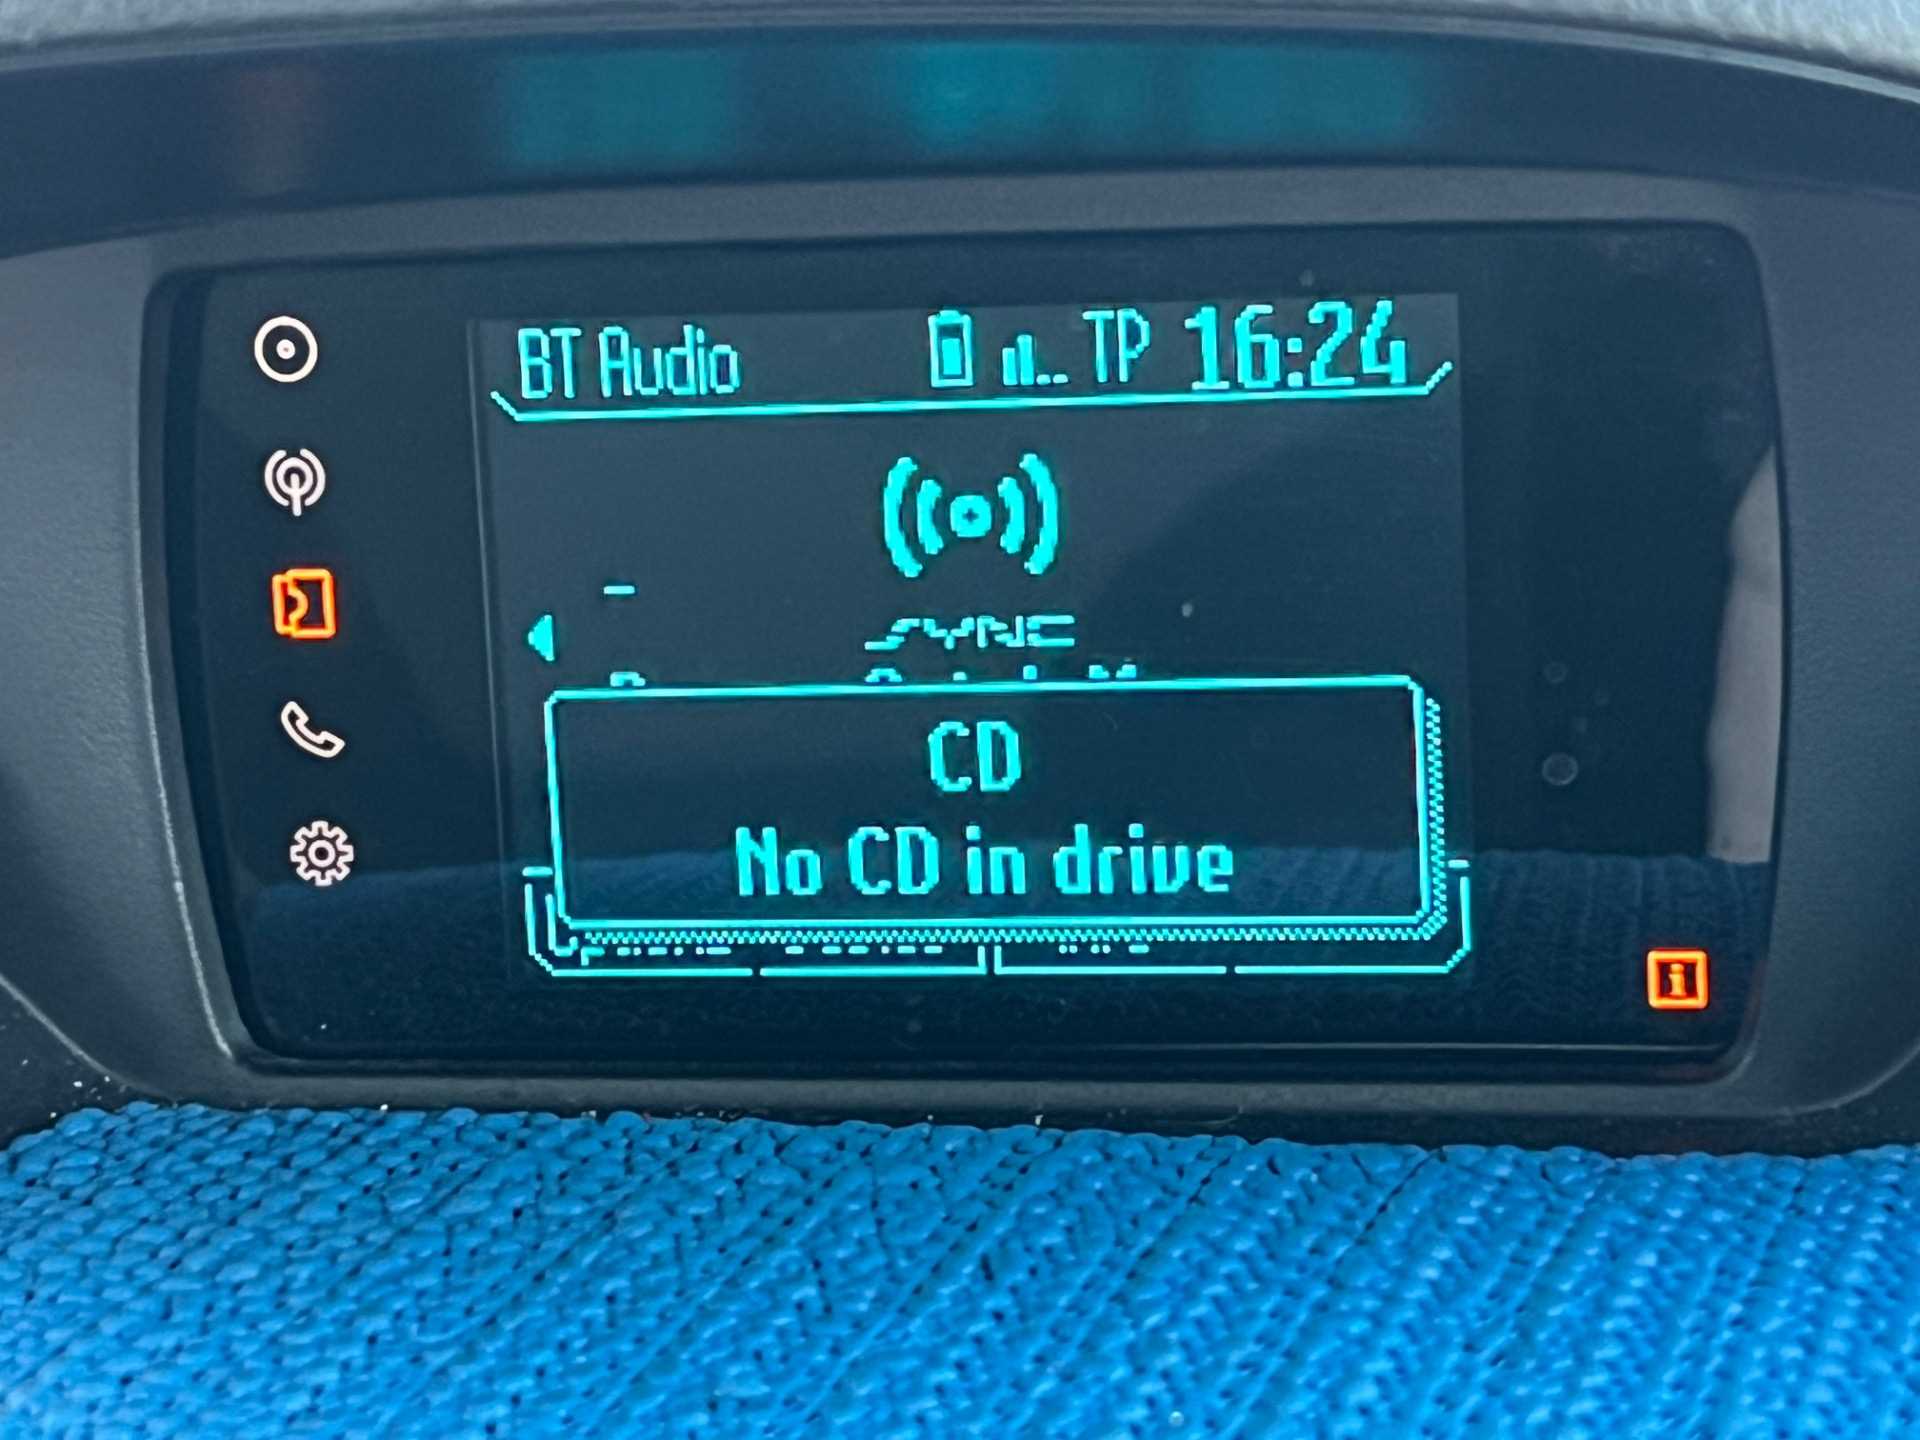 BT Audio TP 16:24
SYNC
CD
No CD in drive
i